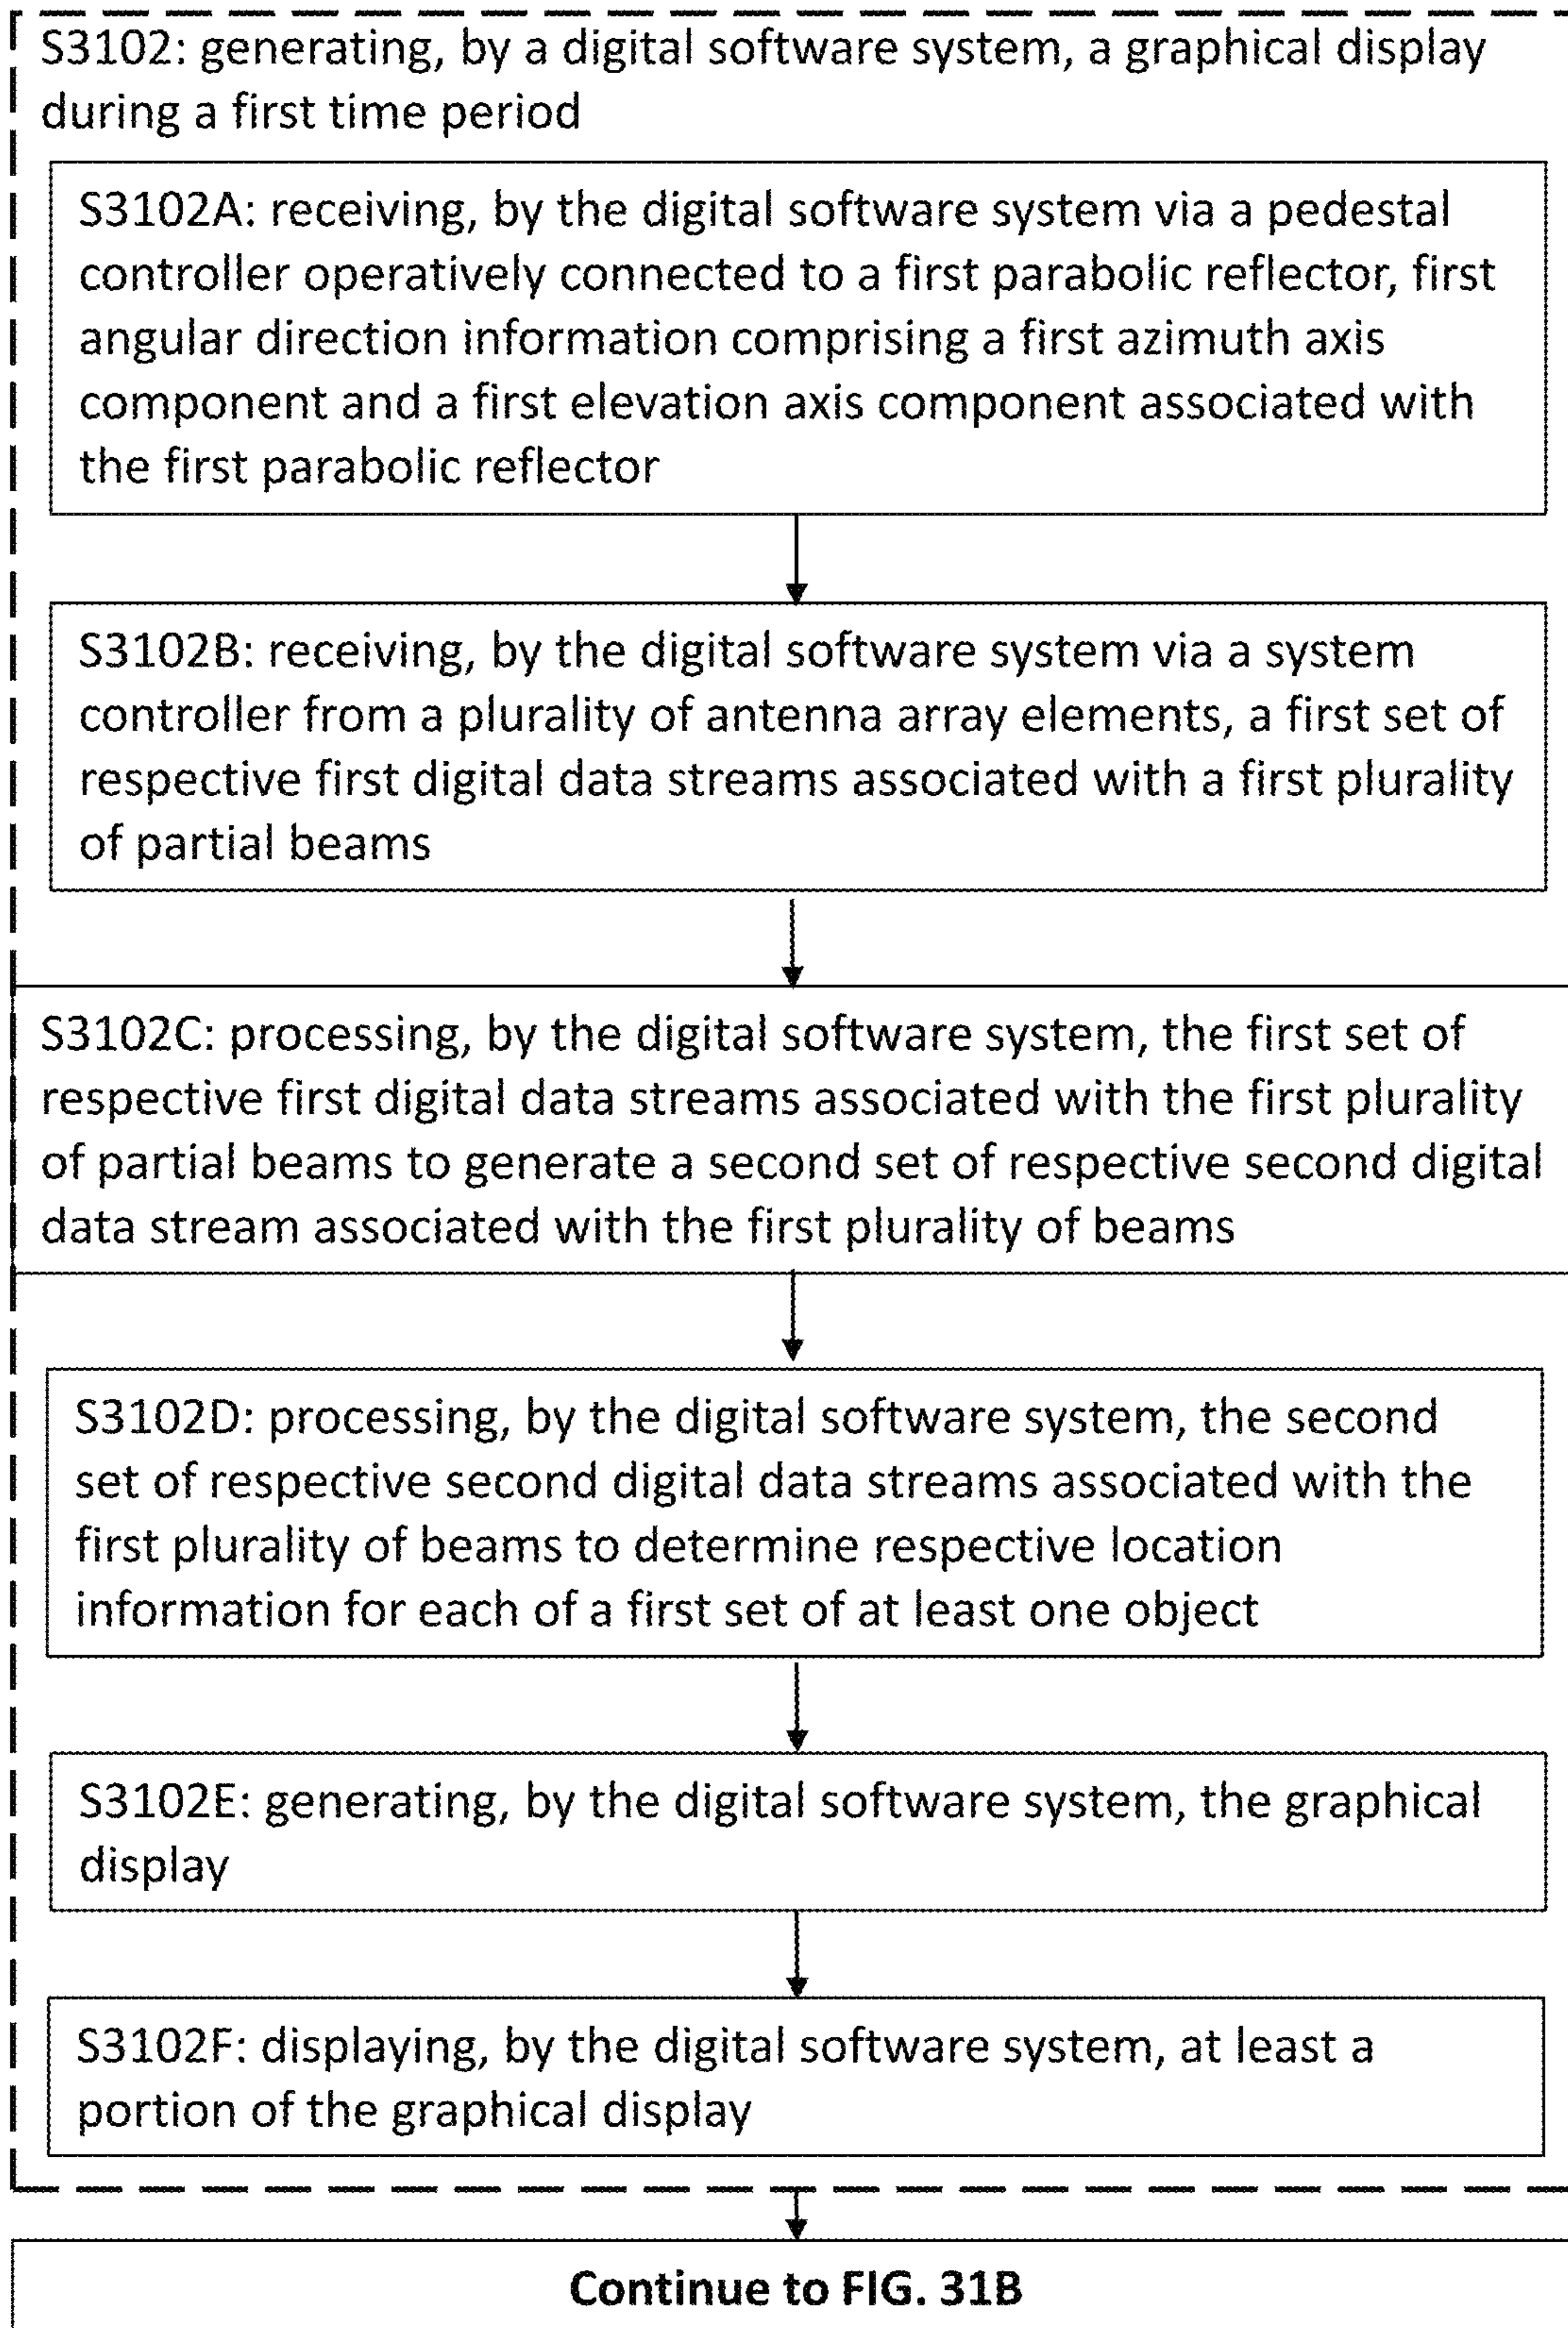 S3102: generating, by a digital software system, a graphical display
during a first time period
S3102A: receiving, by the digital software system via a pedestal
controller operatively connected to a first parabolic reflector, first
angular direction information comprising a first azimuth axis
component and a first elevation axis component associated with
the first parabolic reflector
S3102B: receiving, by the digital software system via a system
controller from a plurality of antenna array elements, a first set of
respective first digital data streams associated with a first plurality
of partial beams
S3102C: processing, by the digital software system, the first set of
respective first digital data streams associated with the first plurality
of partial beams to generate a second set of respective second digital
data stream associated with the first plurality of beams
S3102D: processing, by the digital software system, the second
set of respective second digital data streams associated with the
first plurality of beams to determine respective location
information for each of a first set of at least one object
S3102E: generating, by the digital software system, the graphical
display
S3102F: displaying, by the digital software system, at least a
portion of the graphical display
Continue to FIG. 31B